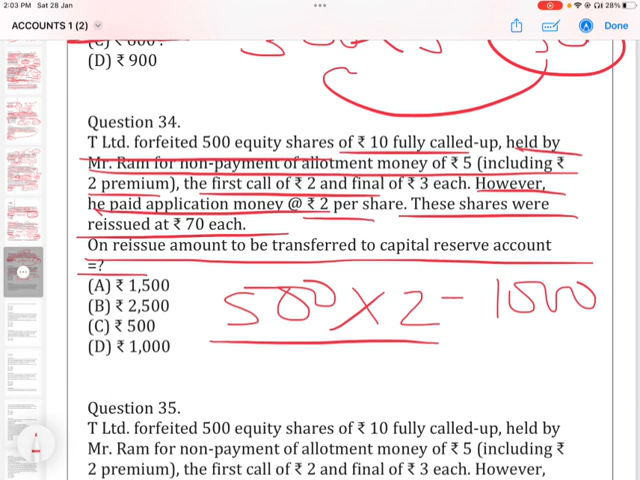 2:03 PM Sat 28 Jan
28%
ACCOUNTS 1 (2)
Done
(C) ₹ 600
(D) ₹ 900
Question 34.
T Ltd. forfeited 500 equity shares of ₹ 10 fully called-up, held by
Mr. Ram for non-payment of allotment money of ₹ 5 (including ₹
2 premium), the first call of ₹ 2 and final of ₹ 3 each. However,
he paid application money @ ₹ 2 per share. These shares were
reissued at ₹ 70 each.
On reissue amount to be transferred to capital reserve account
=?
(A) ₹ 1,500
(B) ₹ 2,500
(C) ₹ 500
(D) ₹ 1,000
500 × 2 - 1000
Question 35.
T Ltd. forfeited 500 equity shares of ₹ 10 fully called-up, held by
Mr. Ram for non-payment of allotment money of ₹ 5 (including ₹
2 premium), the first call of ₹ 2 and final of ₹ 3 each. However,